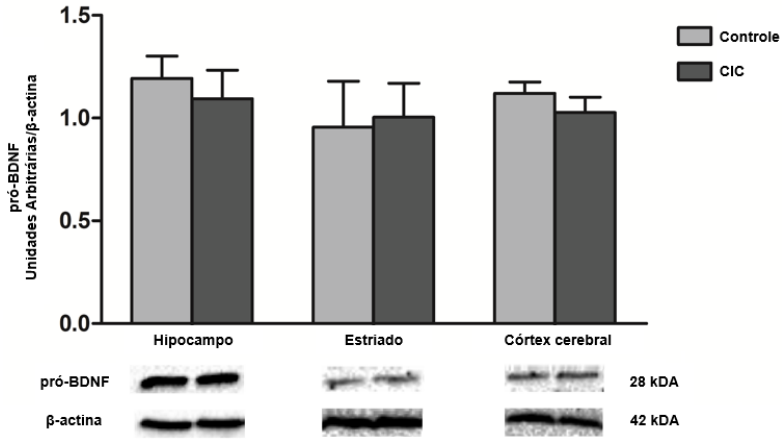 pró-BDNF
Unidades Arbitrárias/β-actina
1.5
1.0
0.5
0.0
Controle
CIC
Hipocampo
Estriado
Córtex cerebral
pró-BDNF
28 kDA
β-actina
42 kDA